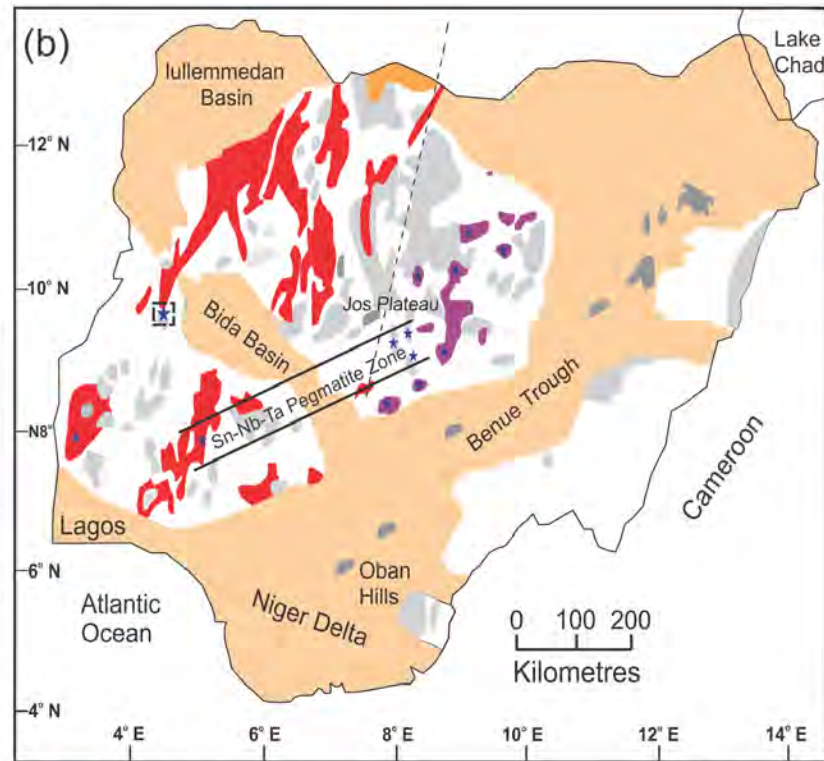 (b)
Iullemmedan
Basin
Lake
Chad
12° N
10° N
Jos Plateau
Bida Basin
Sn-Nb-Ta Pegmatite Zone
N8°
Benue Trough
Cameroon
Lagos
6° N
Oban
Hills
Atlantic
Ocean
Niger Delta
0 100 200
Kilometres
4° N
4° E 6° E 8° E 10° E 12° E 14° E